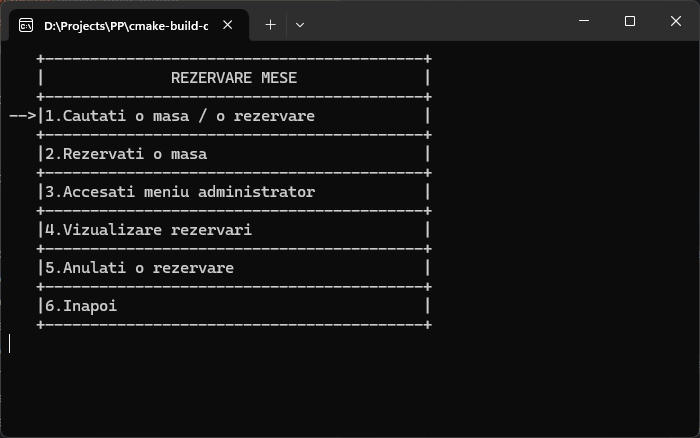 D:\Projects\PP\cmake-build-c
REZERVARE MESE
-->|1.Cautati o masa / o rezervare
2.Rezervati o masa
3.Accesati meniu administrator
4.Vizualizare rezervari
5.Anulati o rezervare
6.Inapoi